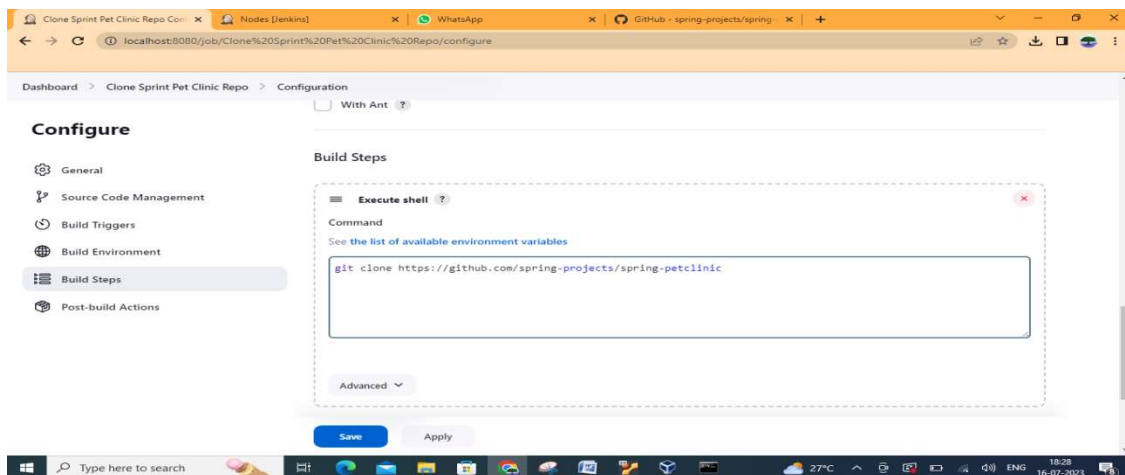 Clone Sprint Pet Clinic Repo Con
Nodes [Jenkins]
WhatsApp
GitHub - spring-projects/spring-
localhost:8080/job/Clone%20Sprint%20Pet%20Clinic%20Repo/configure
Dashboard > Clone Sprint Pet Clinic Repo > Configuration
With Ant ?
Configure
General
Source Code Management
Build Triggers
Build Environment
Build Steps
Post-build Actions
Build Steps
Execute shell ?
Command
See the list of available environment variables
git clone https://github.com/spring-projects/spring-petclinic
Advanced
Save Apply
Type here to search
27°C
ENG
18:28
16-07-2023
8